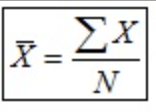 X̄ = ∑X / N